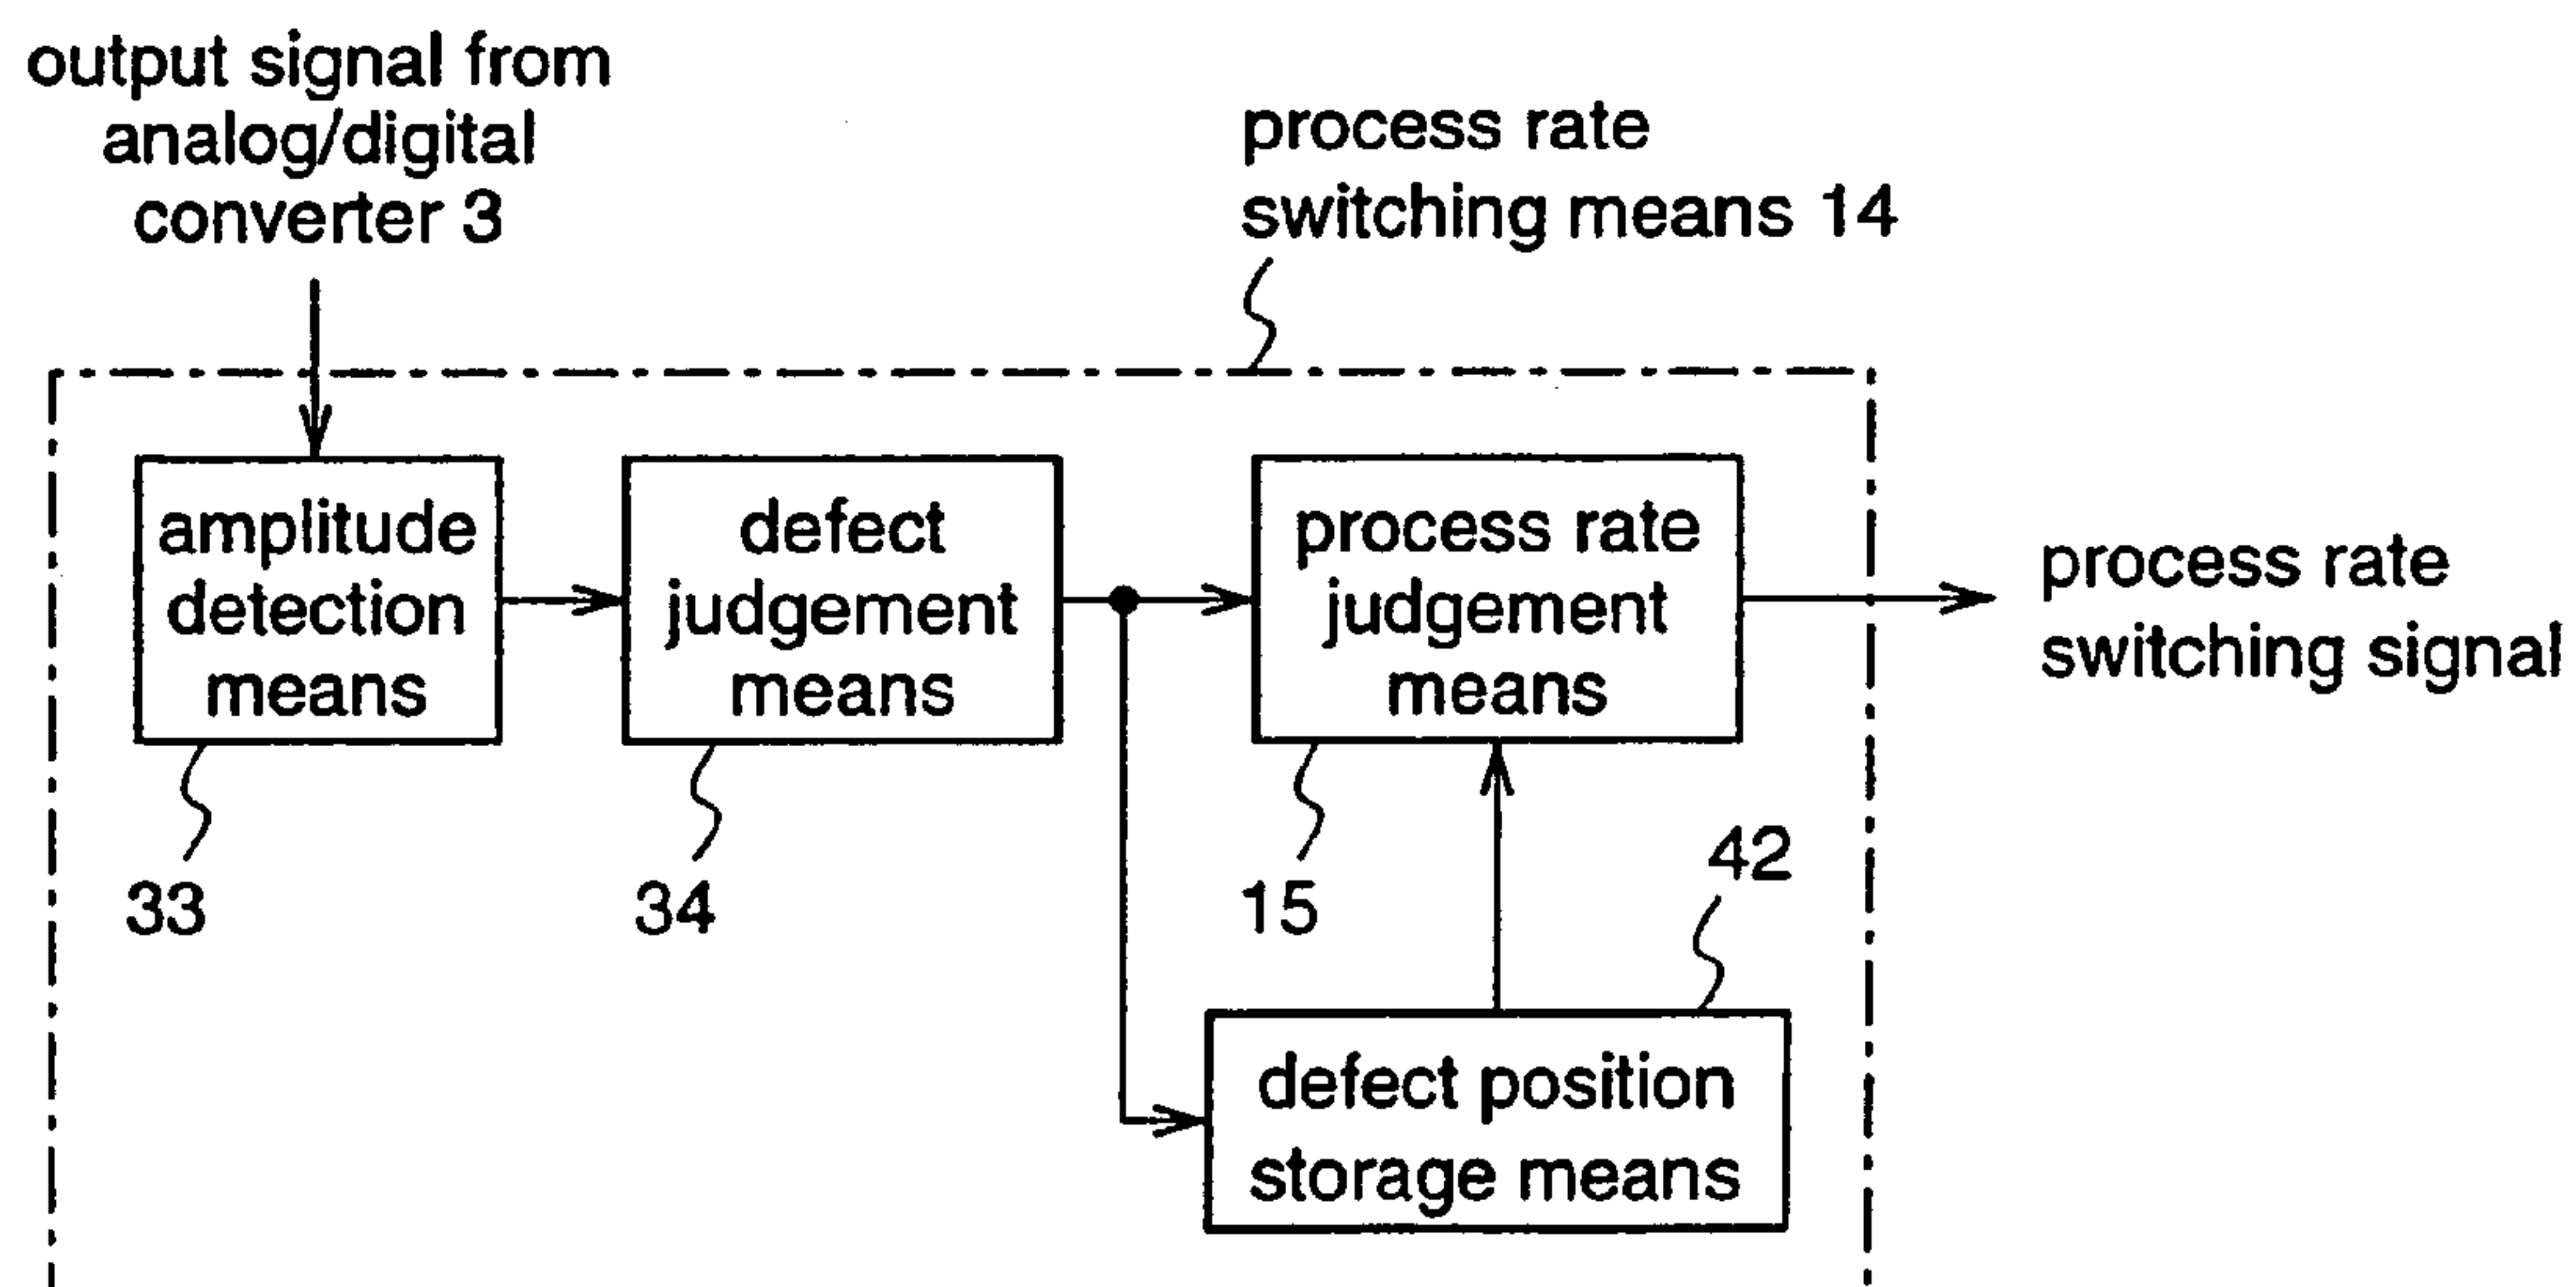 output signal from
analog/digital
converter 3
process rate
switching means 14
amplitude
detection
means
defect
judgement
means
process rate
judgement
means
process rate
switching signal
33
34
15
42
defect position
storage means